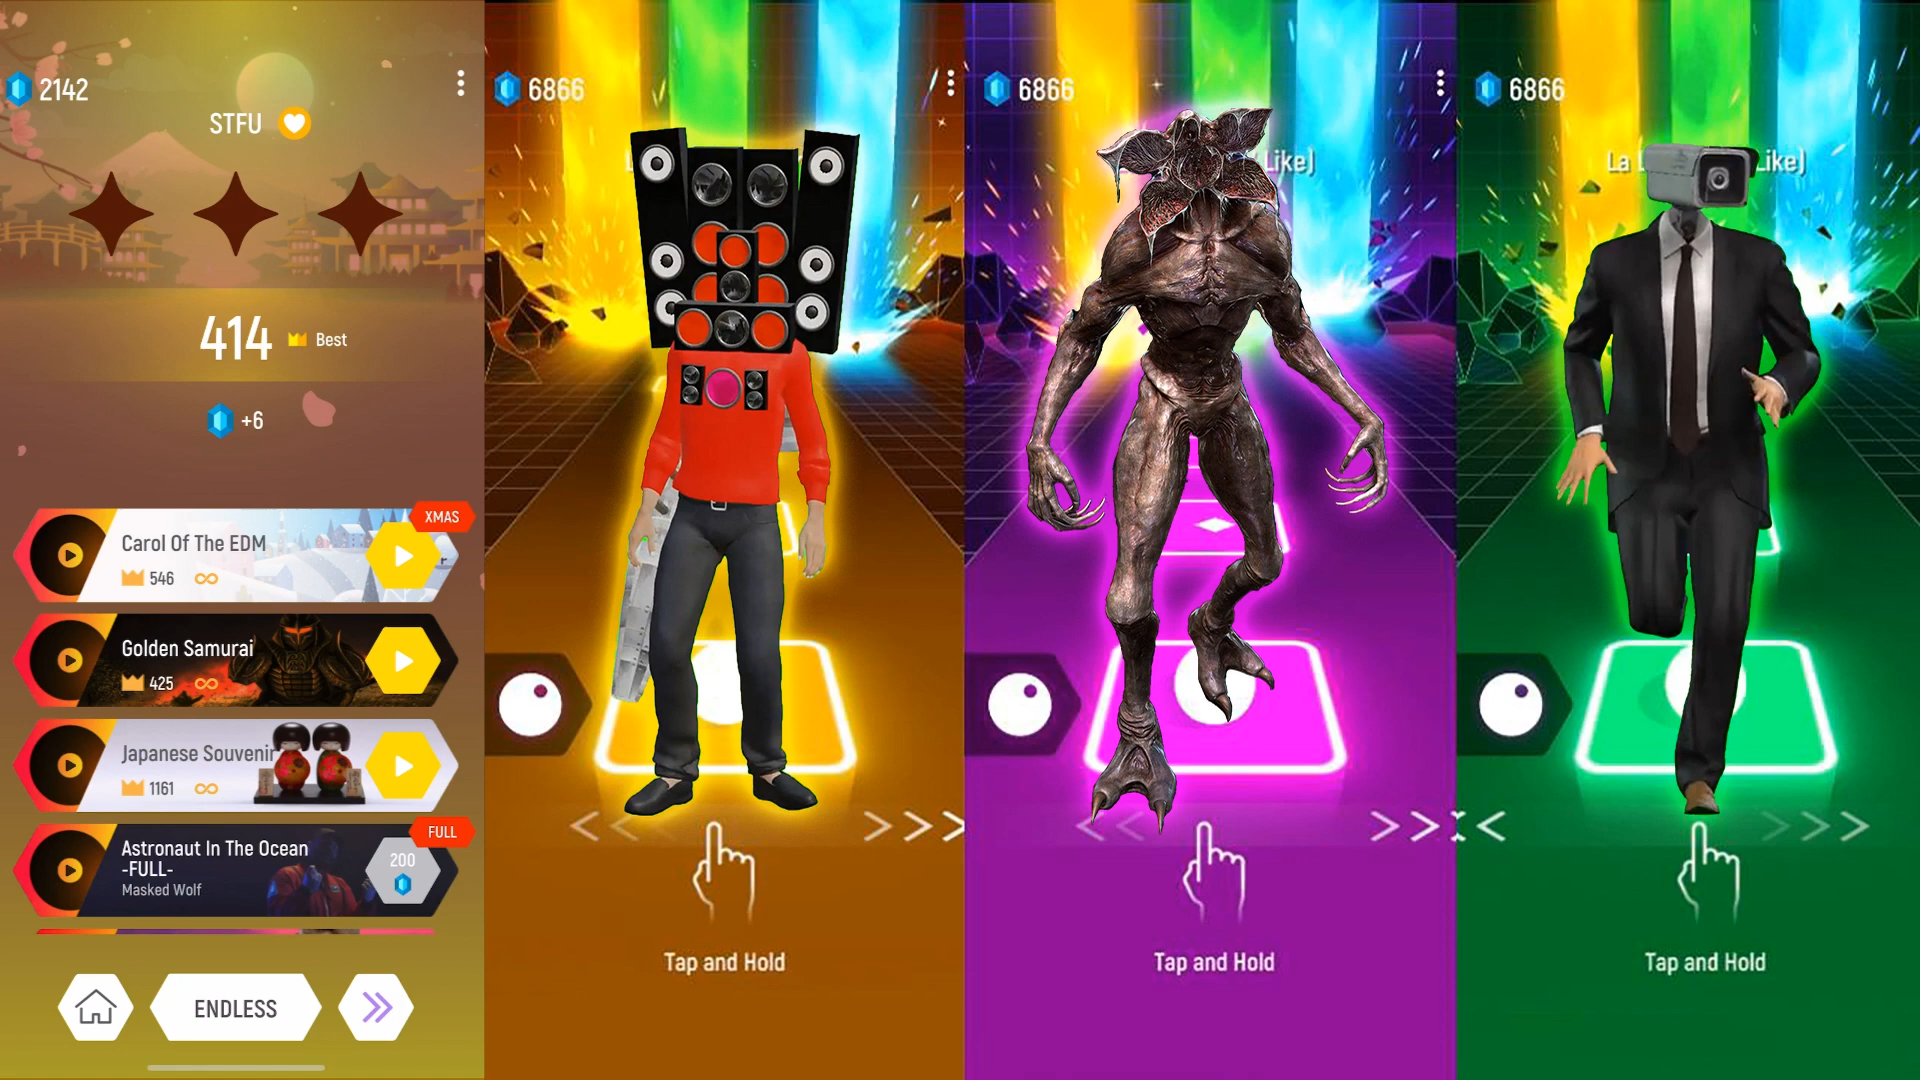 2142
STFU
414 Best
+6
XMAS
Carol Of The EDM
546
Golden Samurai
425
Japanese Souvenir
1161
FULL
Astronaut In The Ocean
-FULL-
Masked Wolf
200
ENDLESS
6866
Tap and Hold
6866
Like)
Tap and Hold
6866
La Like)
Tap and Hold